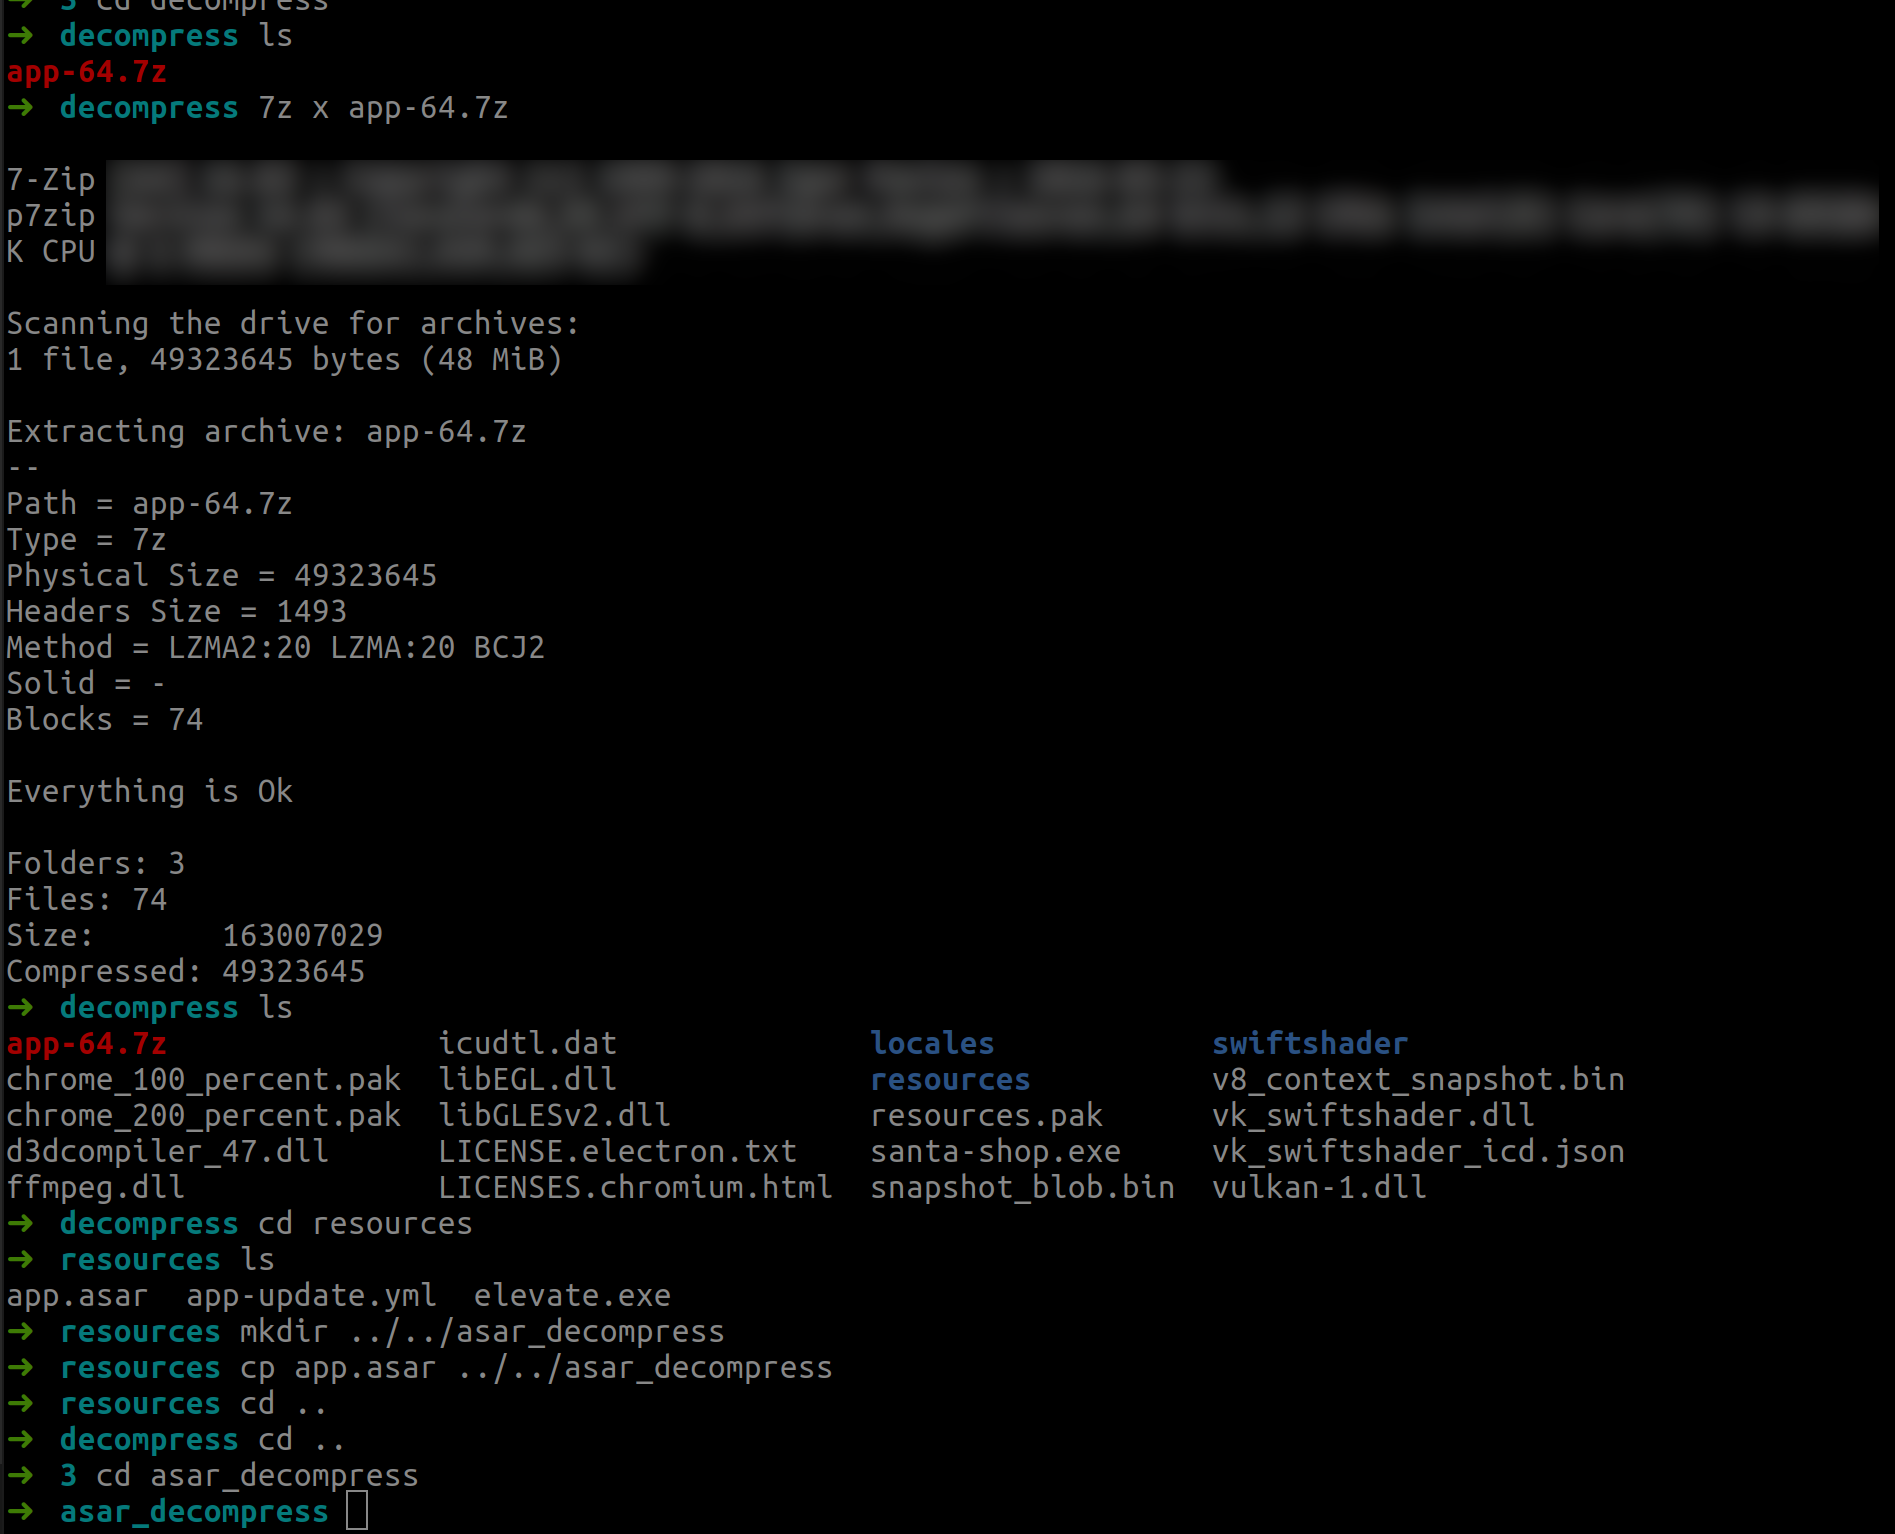 ➜ 3 cd decompress
➜ decompress ls
app-64.7z
➜ decompress 7z x app-64.7z
7-Zip
p7zip
K CPU
Scanning the drive for archives:
1 file, 49323645 bytes (48 MiB)
Extracting archive: app-64.7z
--
Path = app-64.7z
Type = 7z
Physical Size = 49323645
Headers Size = 1493
Method = LZMA2:20 LZMA:20 BCJ2
Solid = -
Blocks = 74
Everything is Ok
Folders: 3
Files: 74
Size:       163007029
Compressed: 49323645
➜ decompress ls
app-64.7z               icudtl.dat              locales            swiftshader
chrome_100_percent.pak  libEGL.dll              resources          v8_context_snapshot.bin
chrome_200_percent.pak  libGLESv2.dll           resources.pak      vk_swiftshader.dll
d3dcompiler_47.dll      LICENSE.electron.txt    santa-shop.exe     vk_swiftshader_icd.json
ffmpeg.dll              LICENSES.chromium.html  snapshot_blob.bin  vulkan-1.dll
➜ decompress cd resources
➜ resources ls
app.asar  app-update.yml  elevate.exe
➜ resources mkdir ../../asar_decompress
➜ resources cp app.asar ../../asar_decompress
➜ resources cd ..
➜ decompress cd ..
➜ 3 cd asar_decompress
➜ asar_decompress